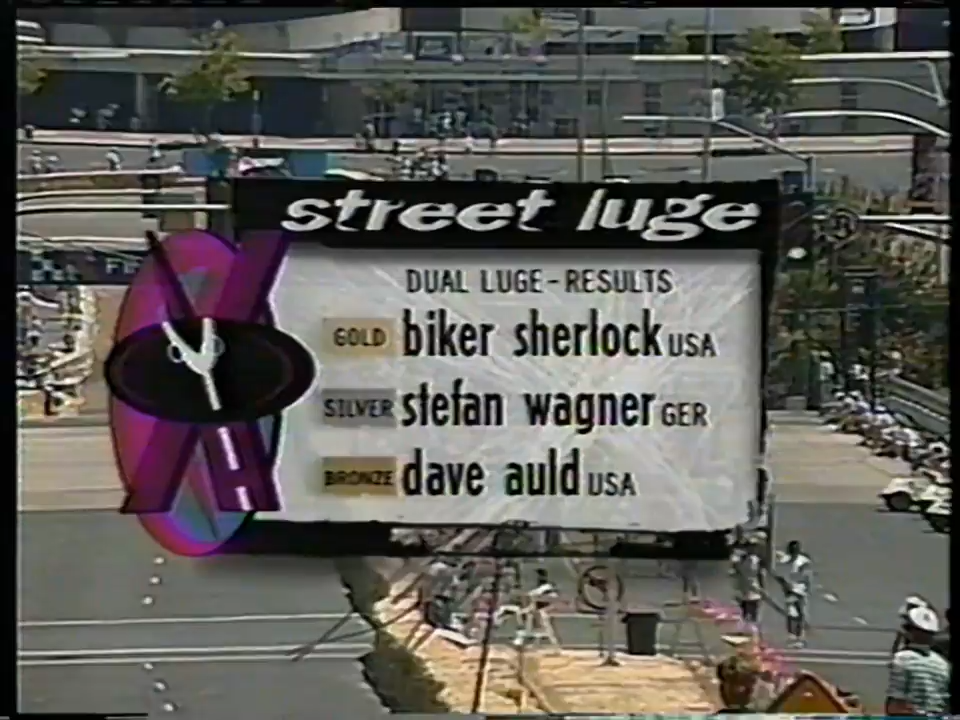 street luge
DUAL LUGE-RESULTS
GOLD biker sherlock USA
SILVER stefan wagner GER
BRONZE dave auld USA